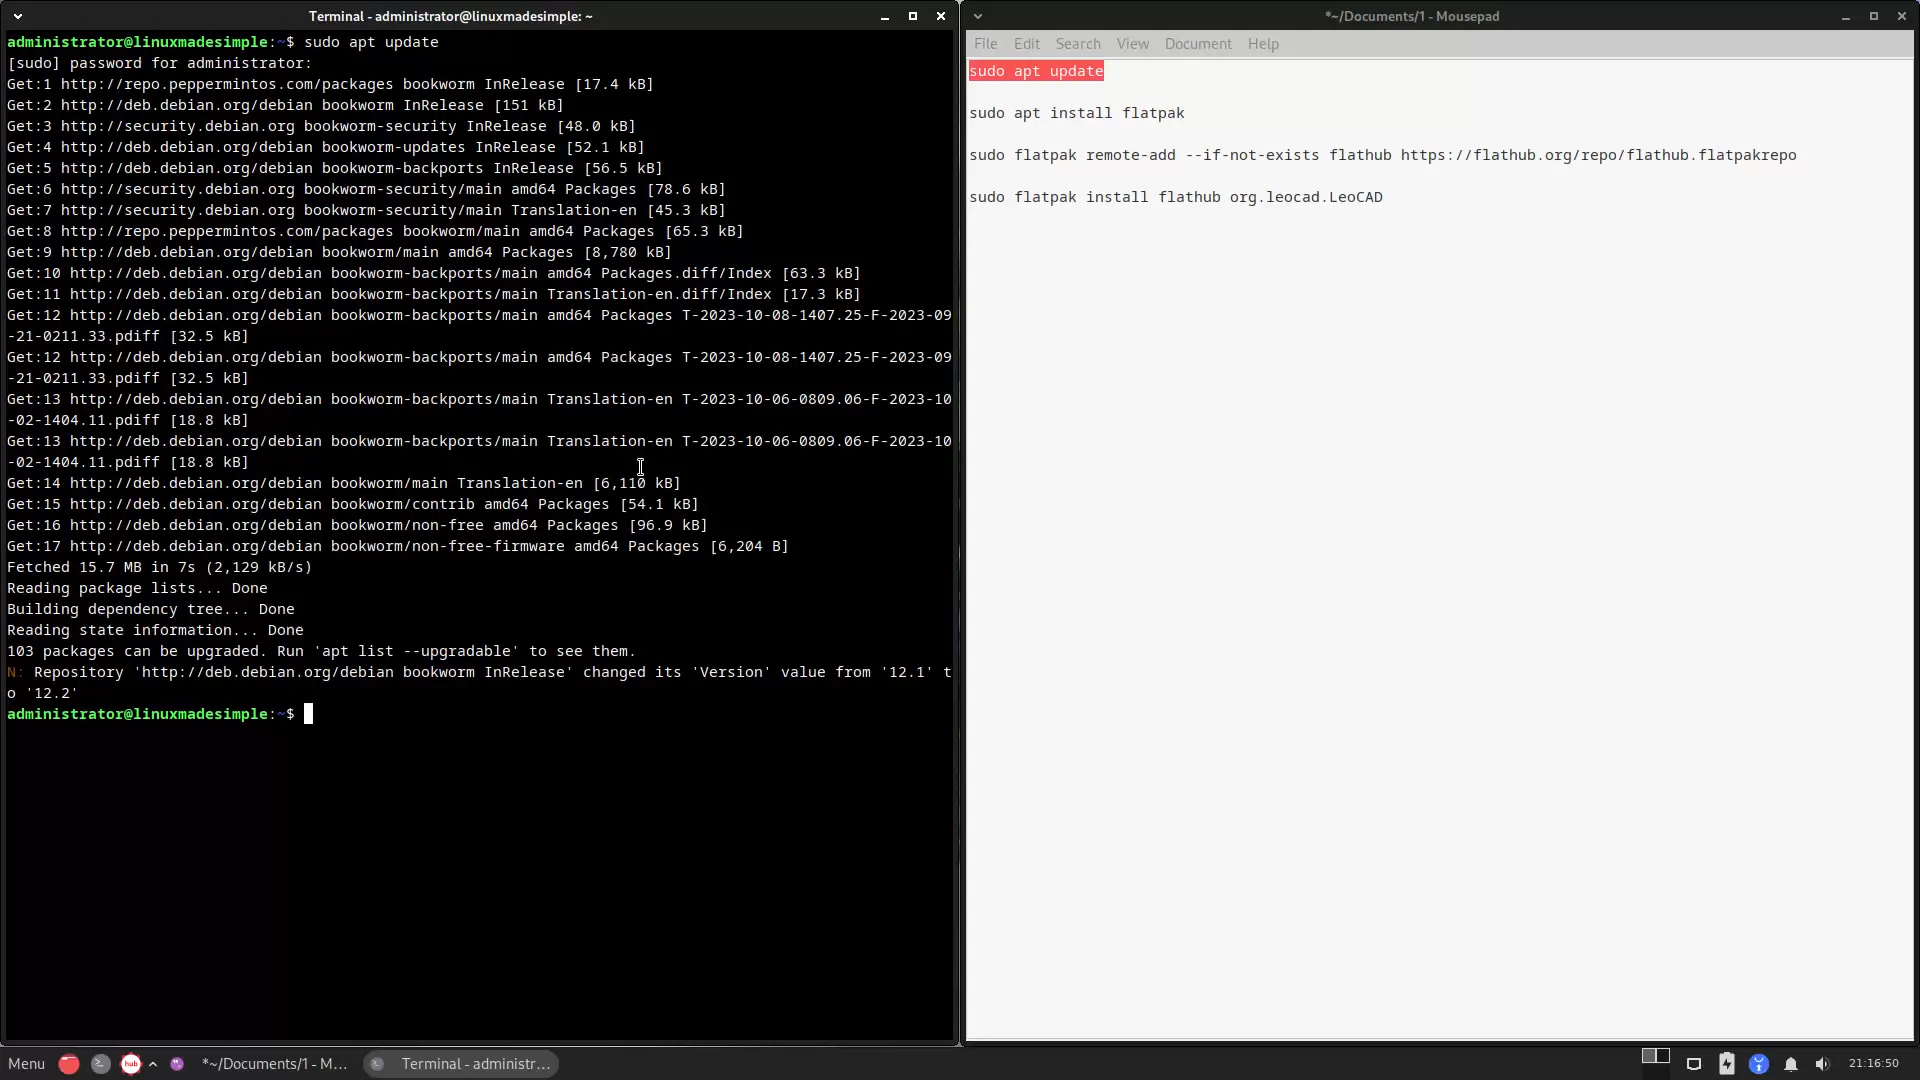 Terminal - administrator@linuxmadesimple: ~
administrator@linuxmadesimple:~$ sudo apt update
[sudo] password for administrator:
Get:1 http://repo.peppermintos.com/packages bookworm InRelease [17.4 kB]
Get:2 http://deb.debian.org/debian bookworm InRelease [151 kB]
Get:3 http://security.debian.org bookworm-security InRelease [48.0 kB]
Get:4 http://deb.debian.org/debian bookworm-updates InRelease [52.1 kB]
Get:5 http://deb.debian.org/debian bookworm-backports InRelease [56.5 kB]
Get:6 http://security.debian.org bookworm-security/main amd64 Packages [78.6 kB]
Get:7 http://security.debian.org bookworm-security/main Translation-en [45.3 kB]
Get:8 http://repo.peppermintos.com/packages bookworm/main amd64 Packages [65.3 kB]
Get:9 http://deb.debian.org/debian bookworm/main amd64 Packages [8,780 kB]
Get:10 http://deb.debian.org/debian bookworm-backports/main amd64 Packages.diff/Index [63.3 kB]
Get:11 http://deb.debian.org/debian bookworm-backports/main Translation-en.diff/Index [17.3 kB]
Get:12 http://deb.debian.org/debian bookworm-backports/main amd64 Packages T-2023-10-08-1407.25-F-2023-09
-21-0211.33.pdiff [32.5 kB]
Get:12 http://deb.debian.org/debian bookworm-backports/main amd64 Packages T-2023-10-08-1407.25-F-2023-09
-21-0211.33.pdiff [32.5 kB]
Get:13 http://deb.debian.org/debian bookworm-backports/main Translation-en T-2023-10-06-0809.06-F-2023-10
-02-1404.11.pdiff [18.8 kB]
Get:13 http://deb.debian.org/debian bookworm-backports/main Translation-en T-2023-10-06-0809.06-F-2023-10
-02-1404.11.pdiff [18.8 kB]
Get:14 http://deb.debian.org/debian bookworm/main Translation-en [6,110 kB]
Get:15 http://deb.debian.org/debian bookworm/contrib amd64 Packages [54.1 kB]
Get:16 http://deb.debian.org/debian bookworm/non-free amd64 Packages [96.9 kB]
Get:17 http://deb.debian.org/debian bookworm/non-free-firmware amd64 Packages [6,204 B]
Fetched 15.7 MB in 7s (2,129 kB/s)
Reading package lists... Done
Building dependency tree... Done
Reading state information... Done
103 packages can be upgraded. Run 'apt list --upgradable' to see them.
N: Repository 'http://deb.debian.org/debian bookworm InRelease' changed its 'Version' value from '12.1' t
o '12.2'
administrator@linuxmadesimple:~$
*~/Documents/1 - Mousepad
File Edit Search View Document Help
sudo apt update
sudo apt install flatpak
sudo flatpak remote-add --if-not-exists flathub https://flathub.org/repo/flathub.flatpakrepo
sudo flatpak install flathub org.leocad.LeoCAD
Menu hub *~/Documents/1 - M... Terminal - administr... 21:16:50